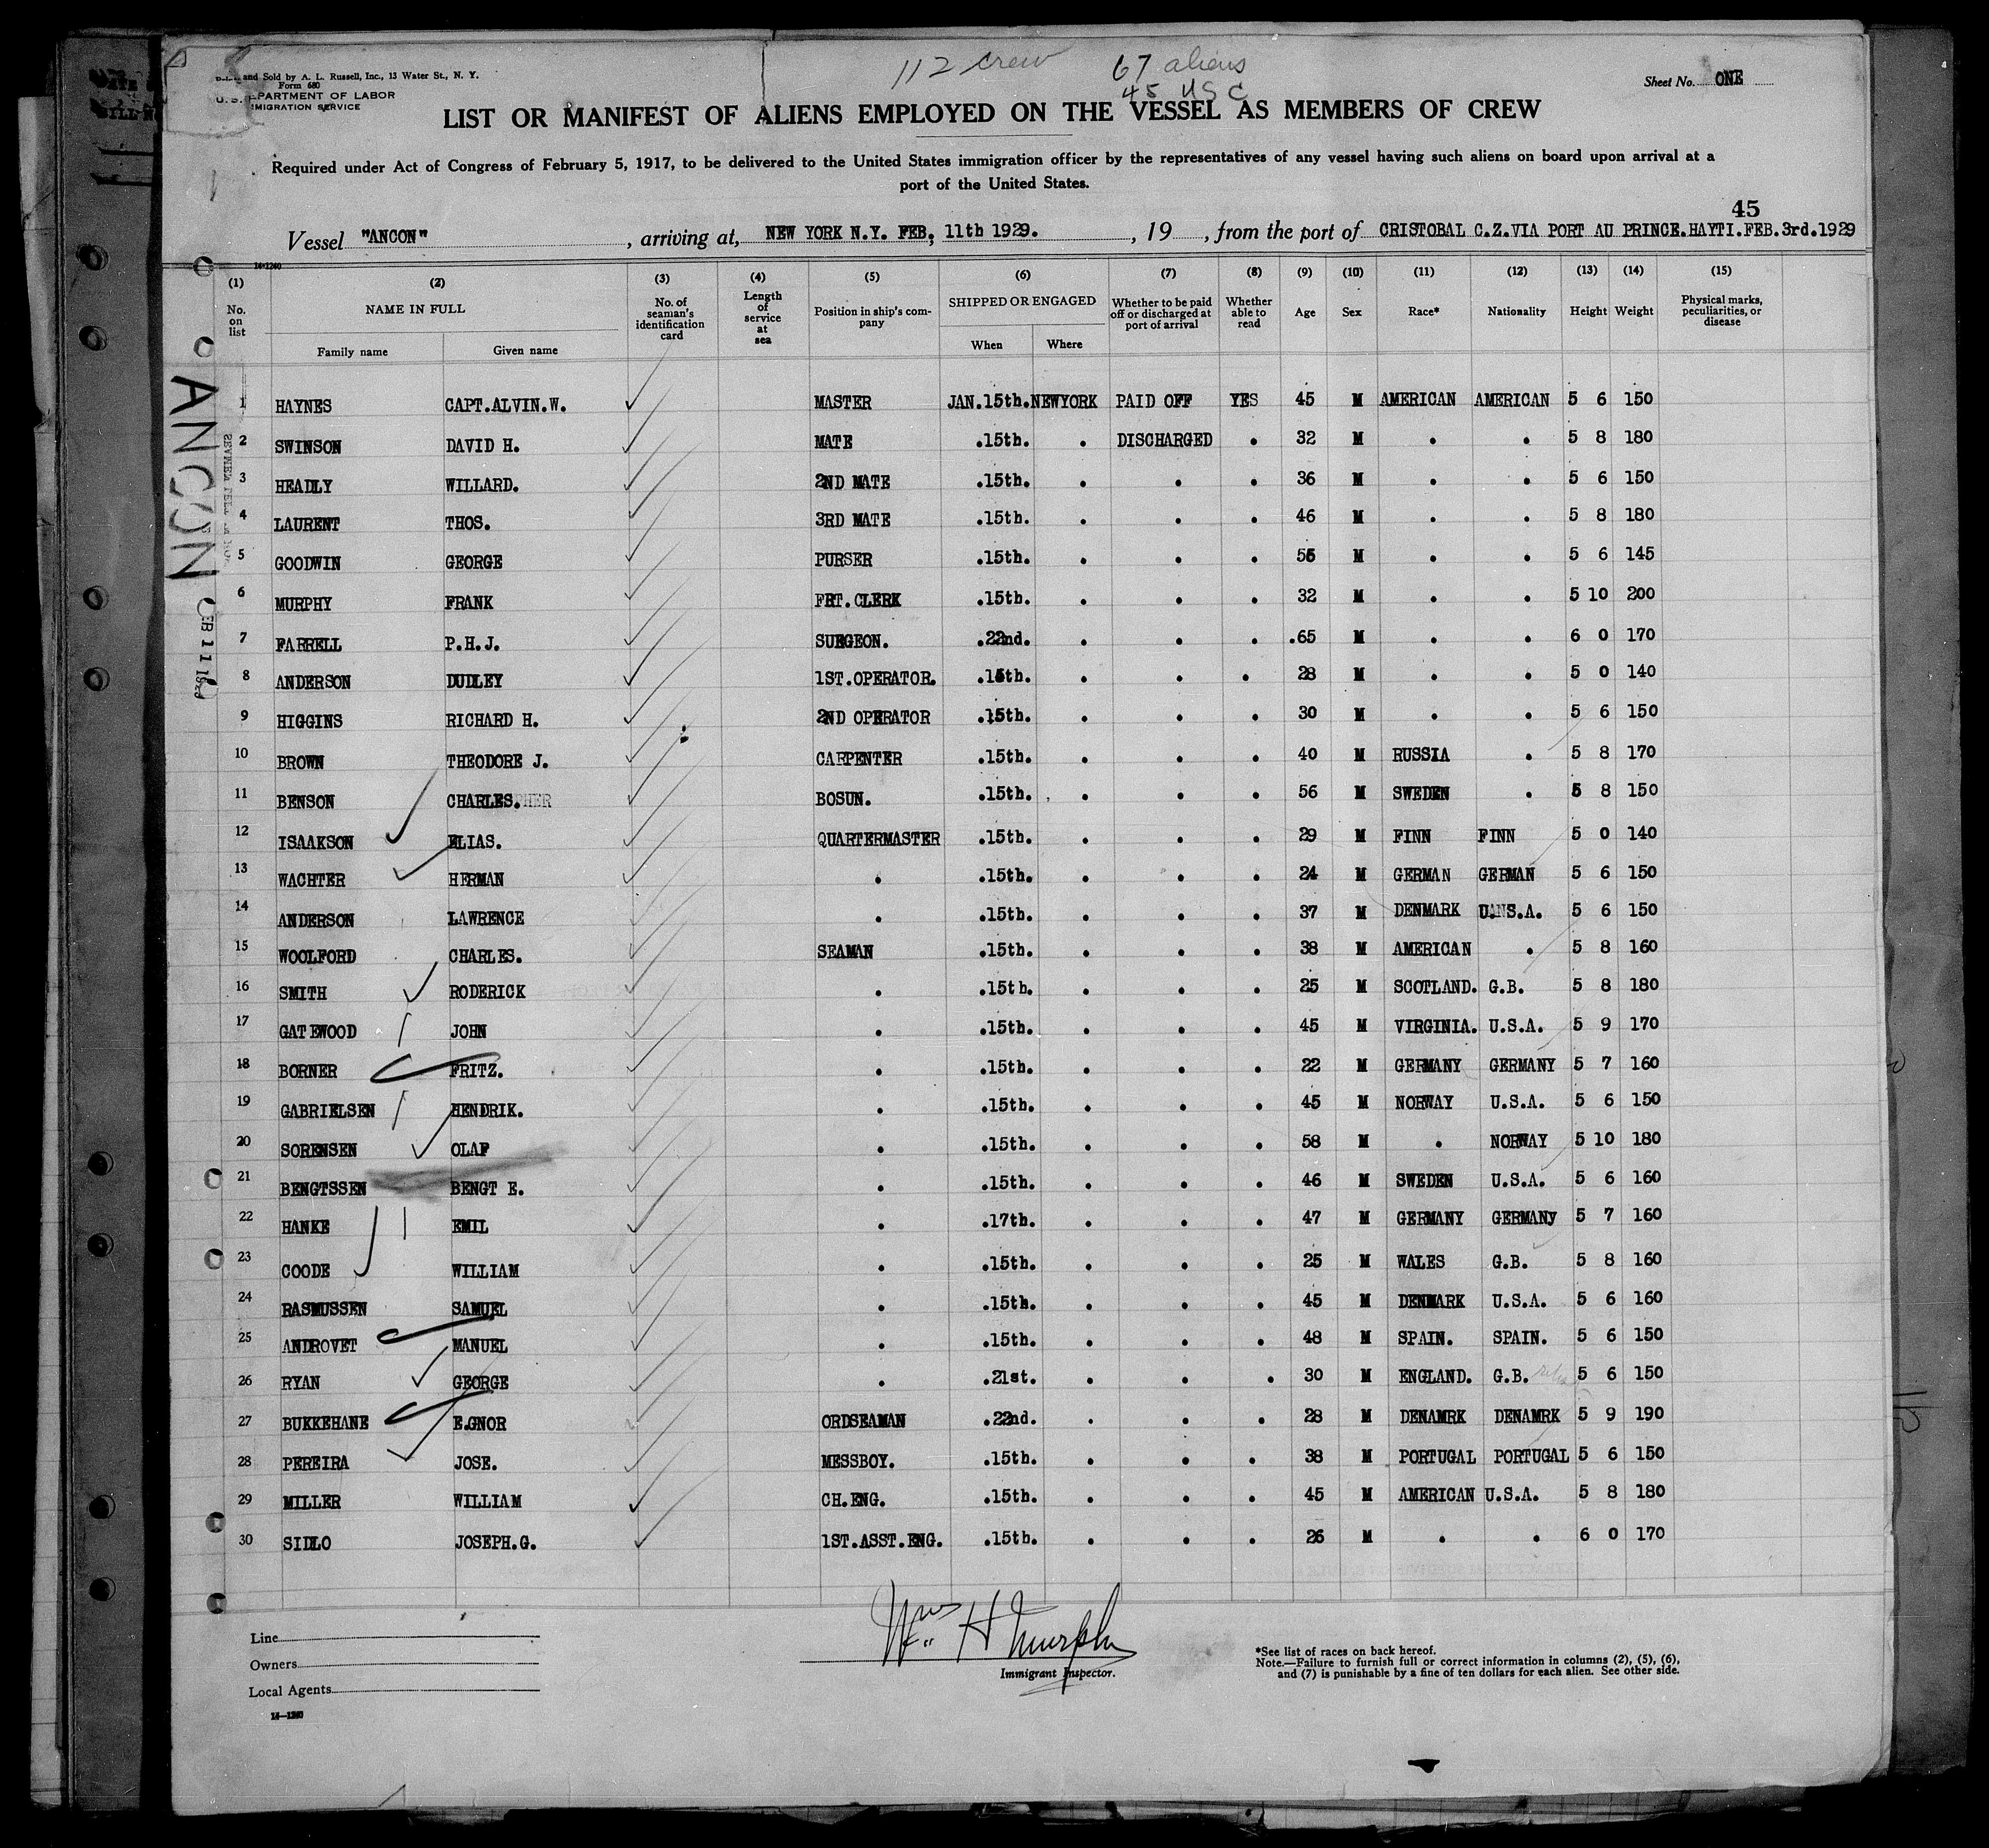 112 crew 67 aliens
45 USC
and Sold by A. L. Russell, Inc., 13 Water St., N. Y.
Form 680
U. S. DEPARTMENT OF LABOR
IMMIGRATION SERVICE
Sheet No. ONE
LIST OR MANIFEST OF ALIENS EMPLOYED ON THE VESSEL AS MEMBERS OF CREW
Required under Act of Congress of February 5, 1917, to be delivered to the United States immigration officer by the representatives of any vessel having such aliens on board upon arrival at a
port of the United States.
45
Vessel "ANCON", arriving at, NEW YORK N.Y. FEB, 11th 1929., 19, from the port of CRISTOBAL C.Z.VIA PORT AU PRINCE.HAYTI.FEB.3rd.1929
14-1240
(1) (2) (3) (4) (5) (6) (7) (8) (9) (10) (11) (12) (13) (14) (15)
No. on list NAME IN FULL No. of seaman's identification card Length of service at sea Position in ship's company SHIPPED OR ENGAGED Whether to be paid off or discharged at port of arrival Whether able to read Age Sex Race* Nationality Height Weight Physical marks, peculiarities, or disease
Family name Given name When Where
ANCON
FEB 11 1929
1 HAYNES CAPT.ALVIN.W. MASTER JAN.15th. NEWYORK PAID OFF YES 45 M AMERICAN AMERICAN 5 6 150
2 SWINSON DAVID H. MATE .15th. . DISCHARGED . 32 M . . 5 8 180
3 HEADLY WILLARD. 2ND MATE .15th. . . . 36 M . . 5 6 150
4 LAURENT THOS. 3RD MATE .15th. . . . 46 M . . 5 8 180
5 GOODWIN GEORGE PURSER .15th. . . . 55 M . . 5 6 145
6 MURPHY FRANK FRT.CLERK .15th. . . . 32 M . . 5 10 200
7 FARRELL P.H.J. SURGEON. .22nd. . . . .65 M . . 6 0 170
8 ANDERSON DUDLEY 1ST.OPERATOR. .15th. . . . 28 M . . 5 0 140
9 HIGGINS RICHARD H. 2ND OPERATOR .15th. . . . 30 M . . 5 6 150
10 BROWN THEODORE J. CARPENTER .15th. . . . 40 M RUSSIA . 5 8 170
11 BENSON CHARLES. BOSUN. .15th. . . . 56 M SWEDEN . 5 8 150
12 ISAAKSON ELIAS. QUARTERMASTER .15th. . . . 29 M FINN FINN 5 0 140
13 WACHTER HERMAN . .15th. . . . 24 M GERMAN GERMAN 5 6 150
14 ANDERSON LAWRENCE . .15th. . . . 37 M DENMARK U.S.A. 5 6 150
15 WOOLFORD CHARLES. SEAMAN .15th. . . . 38 M AMERICAN . 5 8 160
16 SMITH RODERICK . .15th. . . . 25 M SCOTLAND. G.B. 5 8 180
17 GATEWOOD JOHN . .15th. . . . 45 M VIRGINIA. U.S.A. 5 9 170
18 BORNER FRITZ. . .15th. . . . 22 M GERMANY GERMANY 5 7 160
19 GABRIELSEN HENDRIK. . .15th. . . . 45 M NORWAY U.S.A. 5 6 150
20 SORENSEN OLAF . .15th. . . . 58 M . NORWAY 5 10 180
21 BENGTSSEN BENGT E. . .15th. . . . 46 M SWEDEN U.S.A. 5 6 160
22 HANKE EMIL . .17th. . . . 47 M GERMANY GERMANy 5 7 160
23 COODE WILLIAM . .15th. . . . 25 M WALES G.B. 5 8 160
24 RASMUSSEN SAMUEL . .15th. . . . 45 M DENMARK U.S.A. 5 6 160
25 ANDROVET MANUEL . .15th. . . . 48 M SPAIN. SPAIN. 5 6 150
26 RYAN GEORGE . .21st. . . . 30 M ENGLAND. G.B. 5 6 150
27 BUKKEHANE E.GNOR ORDSEAMAN .22nd. . . . 28 M DENAMRK DENAMRK 5 9 190
28 PEREIRA JOSE. MESSBOY. .15th. . . . 38 M PORTUGAL PORTUGAL 5 6 150
29 MILLER WILLIAM CH.ENG. .15th. . . . 45 M AMERICAN U.S.A. 5 8 180
30 SIDLO JOSEPH.G. 1ST.ASST.ENG. .15th. . . . 26 M . . 6 0 170
Line
Owners
Local Agents
14-1240
Wm H Murphy
Immigrant Inspector.
*See list of races on back hereof.
Note.—Failure to furnish full or correct information in columns (2), (5), (6),
and (7) is punishable by a fine of ten dollars for each alien. See other side.